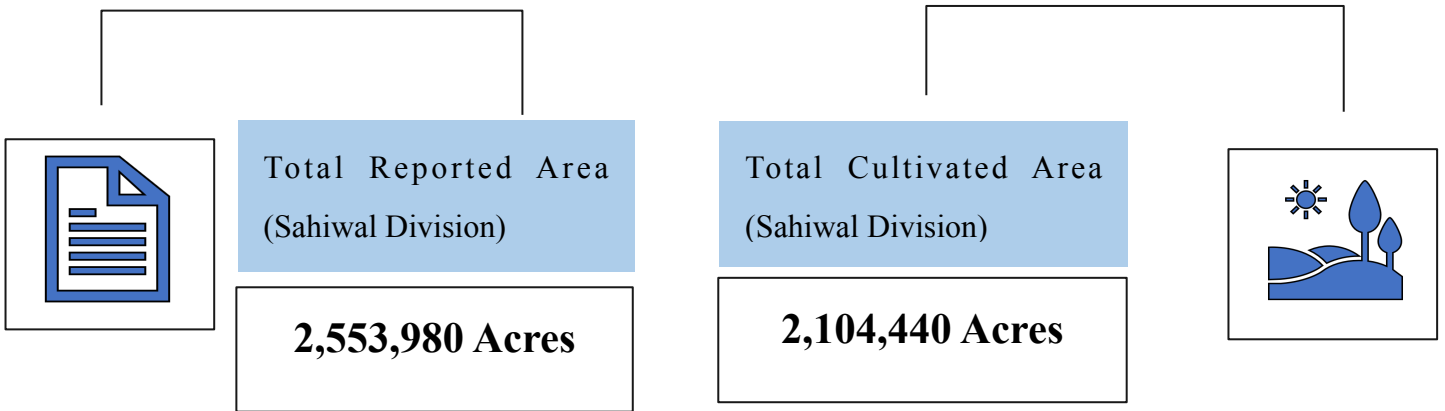 Total Reported Area
(Sahiwal Division)
2,553,980 Acres
Total Cultivated Area
(Sahiwal Division)
2,104,440 Acres